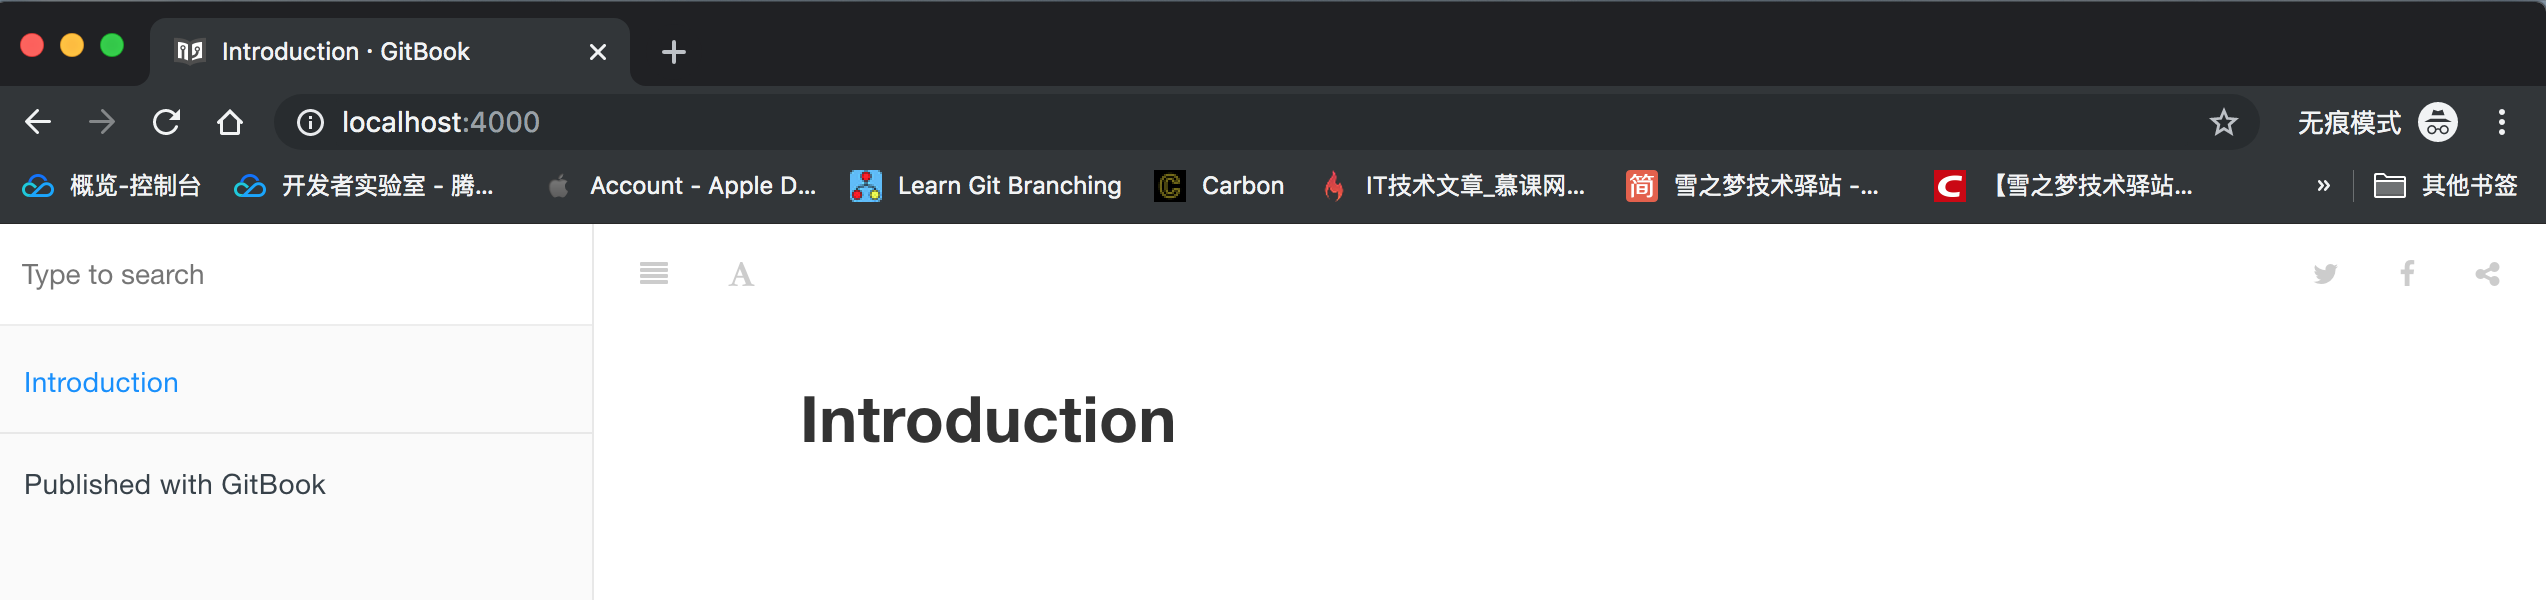 Introduction · GitBook
localhost:4000
无痕模式
概览-控制台 开发者实验室 - 腾... Account - Apple D... Learn Git Branching Carbon IT技术文章_慕课网... 简 雪之梦技术驿站 -... C 【雪之梦技术驿站... » 其他书签
Type to search
A
Introduction
Introduction
Published with GitBook